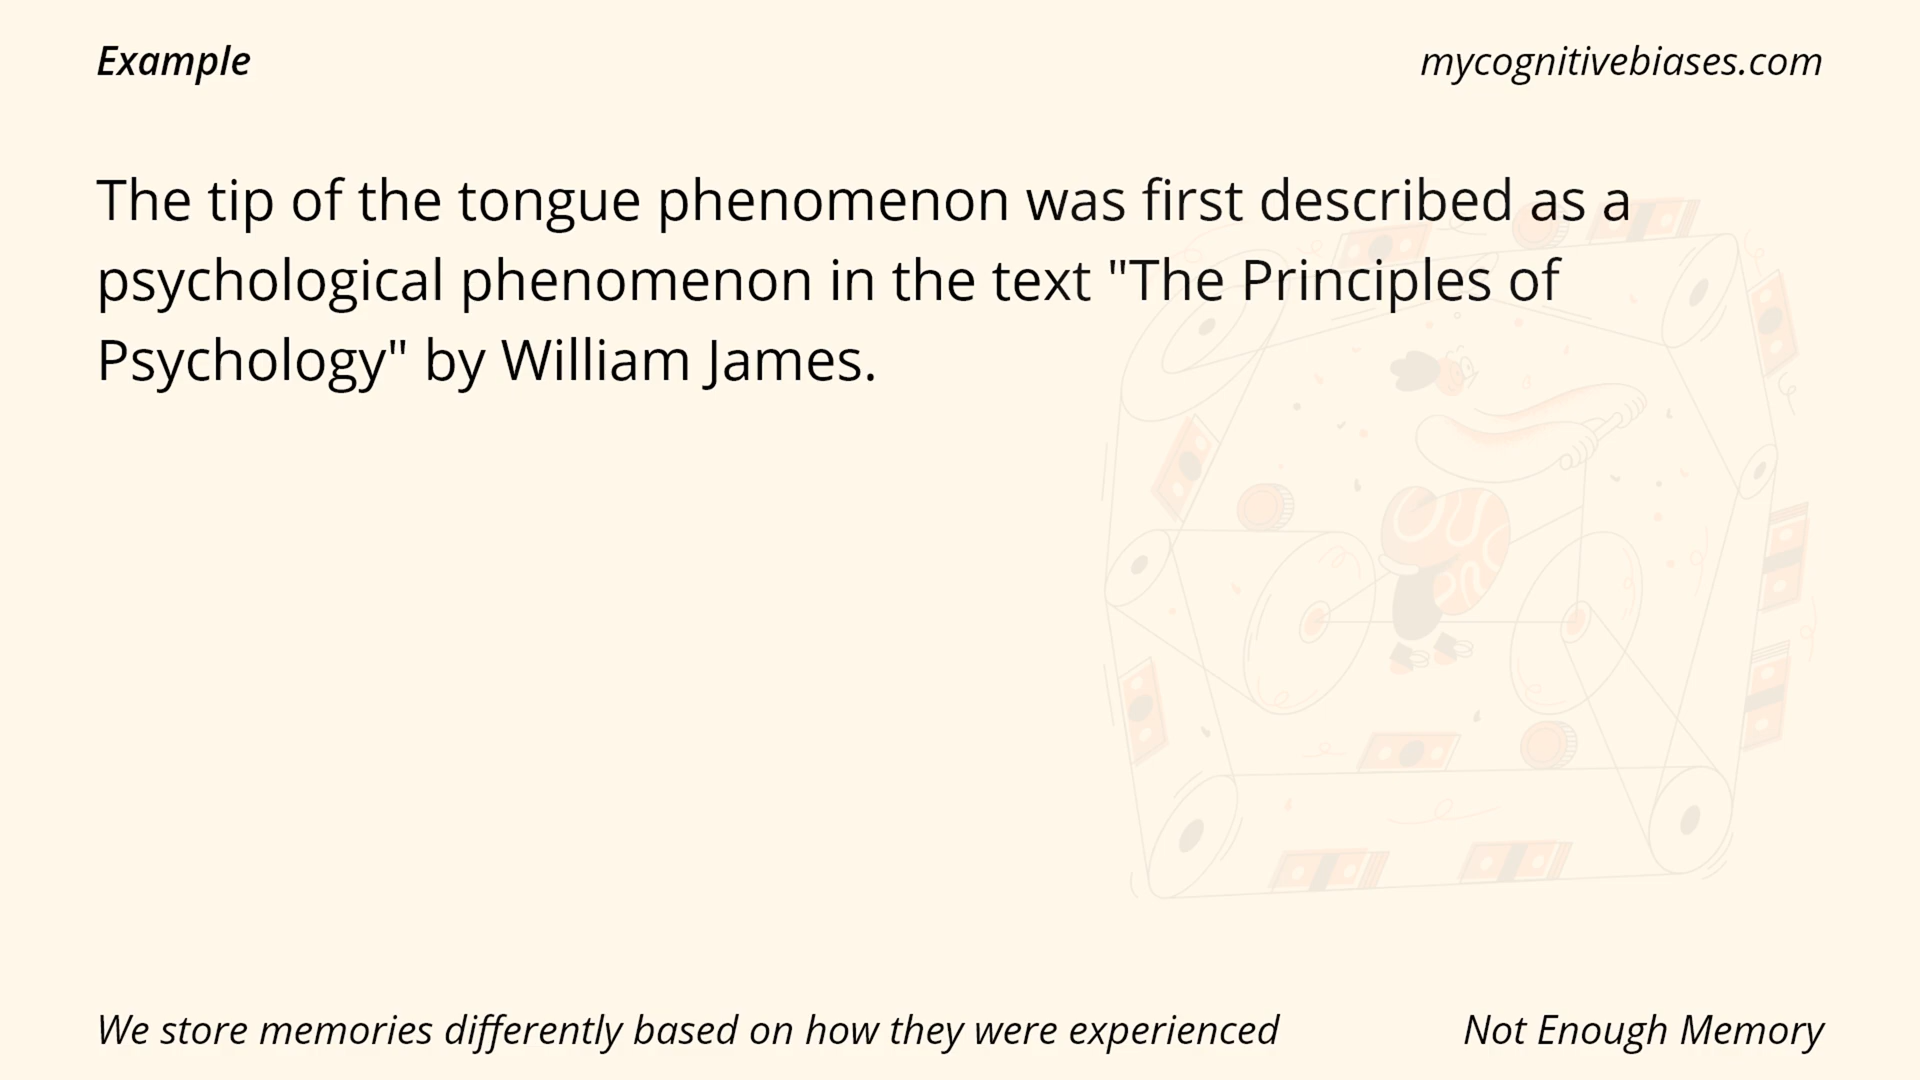 Example
mycognitivebiases.com
The tip of the tongue phenomenon was first described as a
psychological phenomenon in the text "The Principles of
Psychology" by William James.
We store memories differently based on how they were experienced
Not Enough Memory